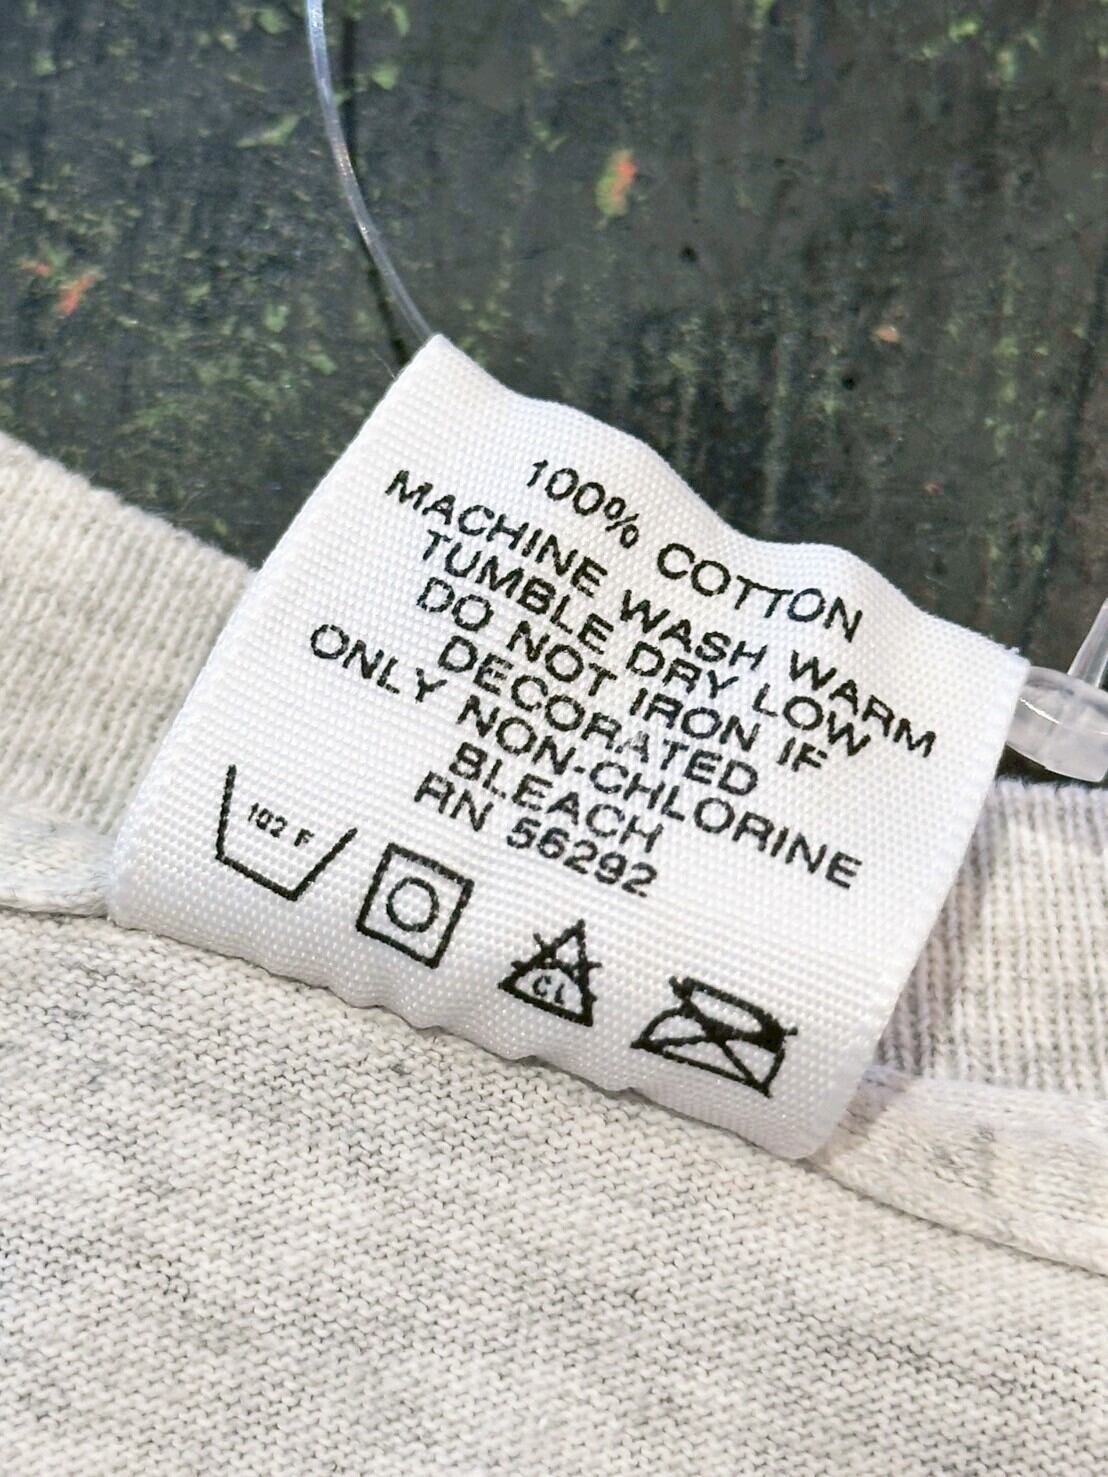 100% COTTON
MACHINE WASH WARM
TUMBLE DRY LOW
DO NOT IRON IF
DECORATED
ONLY NON-CHLORINE
BLEACH
RN 56292
102 F
CL